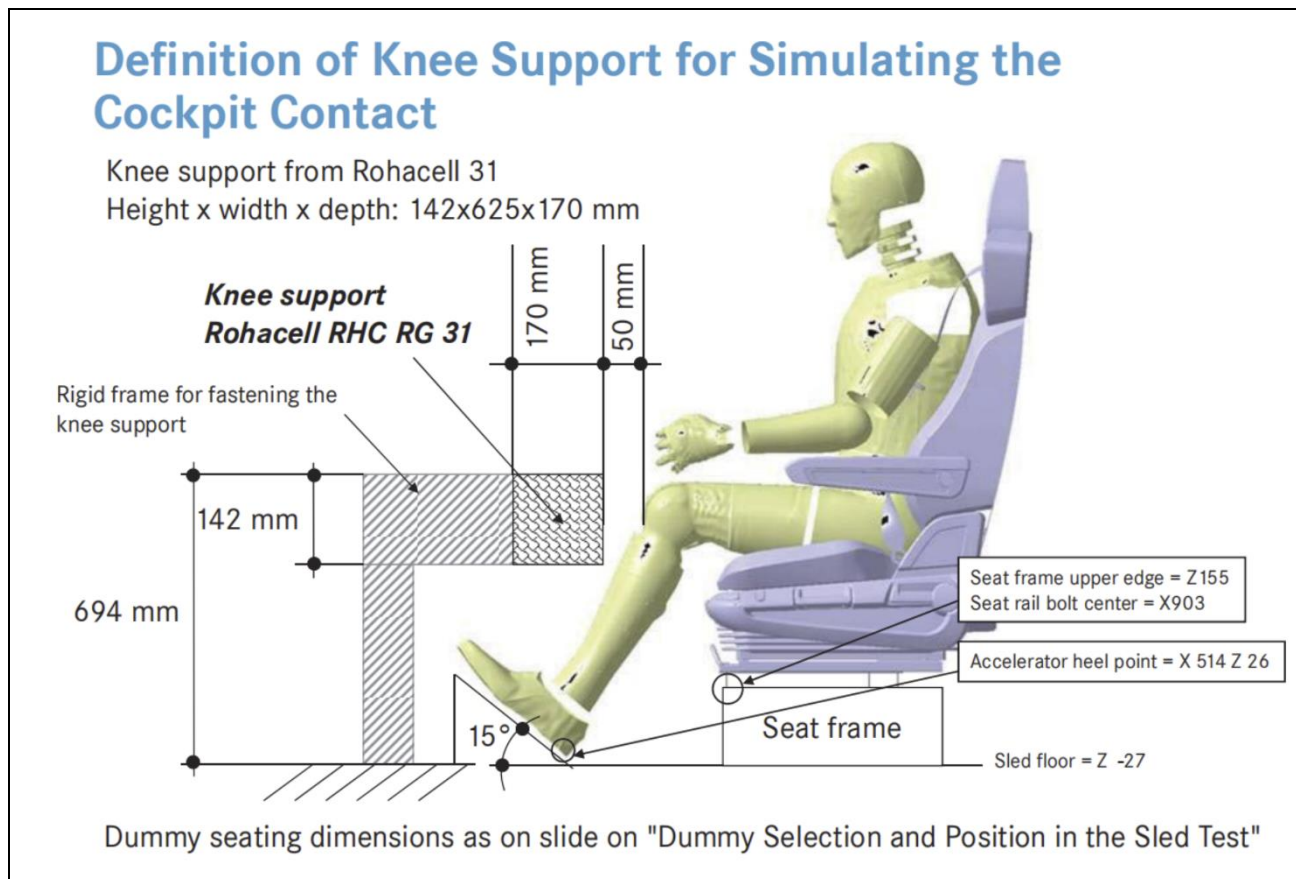 Definition of Knee Support for Simulating the
Cockpit Contact
Knee support from Rohacell 31
Height x width x depth: 142x625x170 mm
Knee support
Rohacell RHC RG 31
170 mm
50 mm
Rigid frame for fastening the
knee support
142 mm
694 mm
Seat frame upper edge = Z155
Seat rail bolt center = X903
Accelerator heel point = X 514 Z 26
15°
Seat frame
Sled floor = Z -27
Dummy seating dimensions as on slide on "Dummy Selection and Position in the Sled Test"